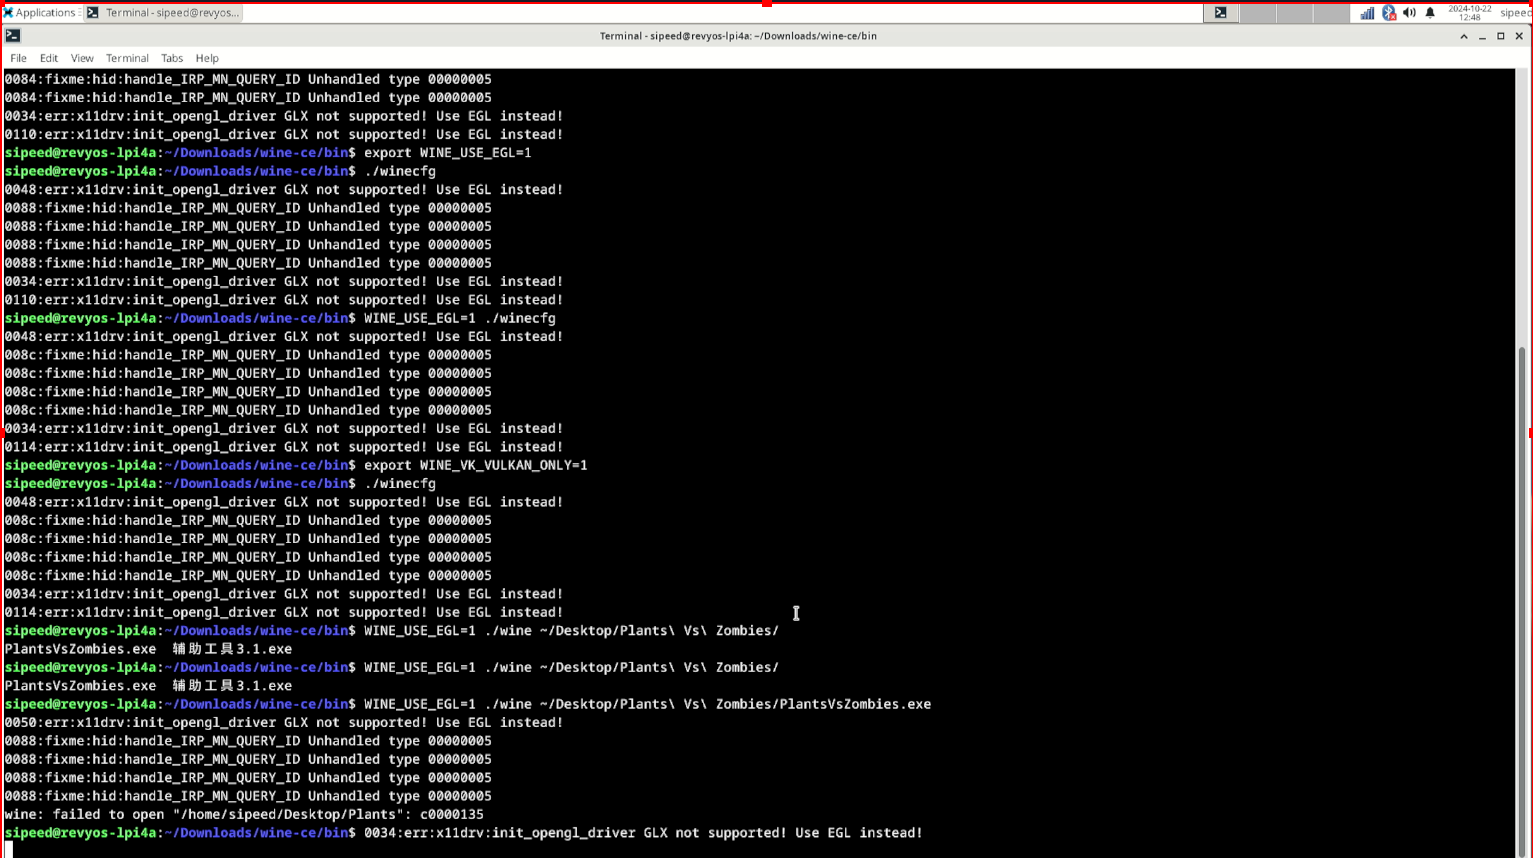 Applications
Terminal - sipeed@revyos...
2024-10-22
12:48
sipeed
Terminal - sipeed@revyos-lpi4a: ~/Downloads/wine-ce/bin
File Edit View Terminal Tabs Help
0084:fixme:hid:handle_IRP_MN_QUERY_ID Unhandled type 00000005
0084:fixme:hid:handle_IRP_MN_QUERY_ID Unhandled type 00000005
0034:err:x11drv:init_opengl_driver GLX not supported! Use EGL instead!
0110:err:x11drv:init_opengl_driver GLX not supported! Use EGL instead!
sipeed@revyos-lpi4a:~/Downloads/wine-ce/bin$ export WINE_USE_EGL=1
sipeed@revyos-lpi4a:~/Downloads/wine-ce/bin$ ./winecfg
0048:err:x11drv:init_opengl_driver GLX not supported! Use EGL instead!
0088:fixme:hid:handle_IRP_MN_QUERY_ID Unhandled type 00000005
0088:fixme:hid:handle_IRP_MN_QUERY_ID Unhandled type 00000005
0088:fixme:hid:handle_IRP_MN_QUERY_ID Unhandled type 00000005
0088:fixme:hid:handle_IRP_MN_QUERY_ID Unhandled type 00000005
0034:err:x11drv:init_opengl_driver GLX not supported! Use EGL instead!
0110:err:x11drv:init_opengl_driver GLX not supported! Use EGL instead!
sipeed@revyos-lpi4a:~/Downloads/wine-ce/bin$ WINE_USE_EGL=1 ./winecfg
0048:err:x11drv:init_opengl_driver GLX not supported! Use EGL instead!
008c:fixme:hid:handle_IRP_MN_QUERY_ID Unhandled type 00000005
008c:fixme:hid:handle_IRP_MN_QUERY_ID Unhandled type 00000005
008c:fixme:hid:handle_IRP_MN_QUERY_ID Unhandled type 00000005
008c:fixme:hid:handle_IRP_MN_QUERY_ID Unhandled type 00000005
0034:err:x11drv:init_opengl_driver GLX not supported! Use EGL instead!
0114:err:x11drv:init_opengl_driver GLX not supported! Use EGL instead!
sipeed@revyos-lpi4a:~/Downloads/wine-ce/bin$ export WINE_VK_VULKAN_ONLY=1
sipeed@revyos-lpi4a:~/Downloads/wine-ce/bin$ ./winecfg
0048:err:x11drv:init_opengl_driver GLX not supported! Use EGL instead!
008c:fixme:hid:handle_IRP_MN_QUERY_ID Unhandled type 00000005
008c:fixme:hid:handle_IRP_MN_QUERY_ID Unhandled type 00000005
008c:fixme:hid:handle_IRP_MN_QUERY_ID Unhandled type 00000005
008c:fixme:hid:handle_IRP_MN_QUERY_ID Unhandled type 00000005
0034:err:x11drv:init_opengl_driver GLX not supported! Use EGL instead!
0114:err:x11drv:init_opengl_driver GLX not supported! Use EGL instead!
sipeed@revyos-lpi4a:~/Downloads/wine-ce/bin$ WINE_USE_EGL=1 ./wine ~/Desktop/Plants\ Vs\ Zombies/
PlantsVsZombies.exe  辅助工具3.1.exe
sipeed@revyos-lpi4a:~/Downloads/wine-ce/bin$ WINE_USE_EGL=1 ./wine ~/Desktop/Plants\ Vs\ Zombies/
PlantsVsZombies.exe  辅助工具3.1.exe
sipeed@revyos-lpi4a:~/Downloads/wine-ce/bin$ WINE_USE_EGL=1 ./wine ~/Desktop/Plants\ Vs\ Zombies/PlantsVsZombies.exe
0050:err:x11drv:init_opengl_driver GLX not supported! Use EGL instead!
0088:fixme:hid:handle_IRP_MN_QUERY_ID Unhandled type 00000005
0088:fixme:hid:handle_IRP_MN_QUERY_ID Unhandled type 00000005
0088:fixme:hid:handle_IRP_MN_QUERY_ID Unhandled type 00000005
0088:fixme:hid:handle_IRP_MN_QUERY_ID Unhandled type 00000005
wine: failed to open "/home/sipeed/Desktop/Plants": c0000135
sipeed@revyos-lpi4a:~/Downloads/wine-ce/bin$ 0034:err:x11drv:init_opengl_driver GLX not supported! Use EGL instead!